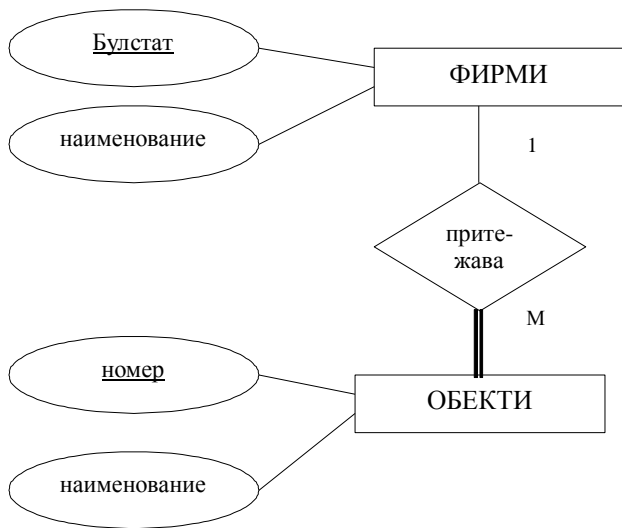 Булстат
ФИРМИ
наименование
1
прите-
жава
М
номер
ОБЕКТИ
наименование